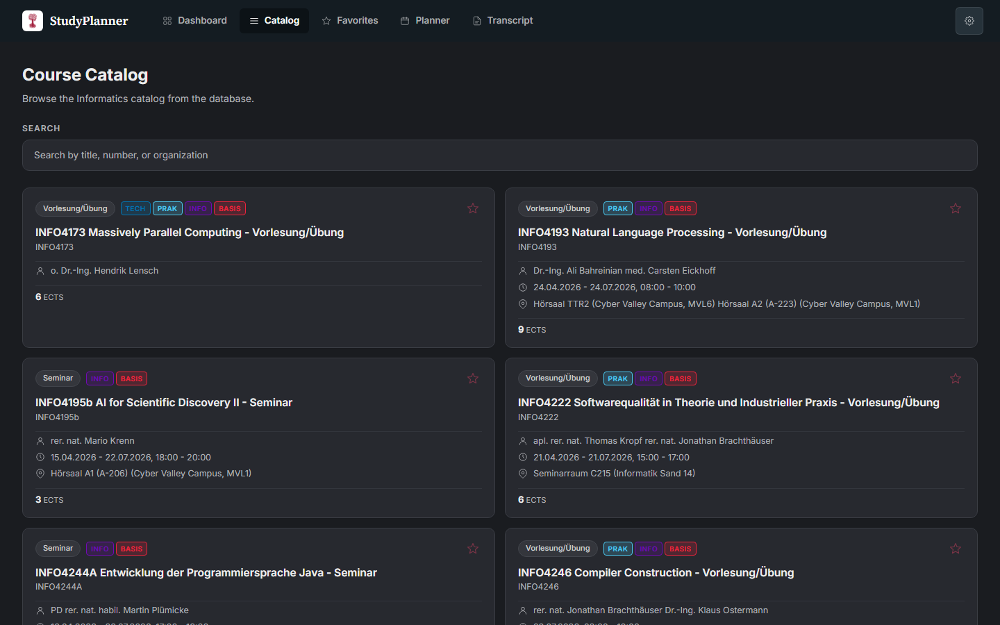 StudyPlanner
Dashboard
Catalog
Favorites
Planner
Transcript
Course Catalog
Browse the Informatics catalog from the database.
SEARCH
Search by title, number, or organization
Vorlesung/Übung TECH PRAK INFO BASIS
INFO4173 Massively Parallel Computing - Vorlesung/Übung
INFO4173
o. Dr.-Ing. Hendrik Lensch
6 ECTS
Vorlesung/Übung PRAK INFO BASIS
INFO4193 Natural Language Processing - Vorlesung/Übung
INFO4193
Dr.-Ing. Ali Bahreinian med. Carsten Eickhoff
24.04.2026 - 24.07.2026, 08:00 - 10:00
Hörsaal TTR2 (Cyber Valley Campus, MVL6) Hörsaal A2 (A-223) (Cyber Valley Campus, MVL1)
9 ECTS
Seminar INFO BASIS
INFO4195b AI for Scientific Discovery II - Seminar
INFO4195b
rer. nat. Mario Krenn
15.04.2026 - 22.07.2026, 18:00 - 20:00
Hörsaal A1 (A-206) (Cyber Valley Campus, MVL1)
3 ECTS
Vorlesung/Übung PRAK INFO BASIS
INFO4222 Softwarequalität in Theorie und Industrieller Praxis - Vorlesung/Übung
INFO4222
apl. rer. nat. Thomas Kropf rer. nat. Jonathan Brachthäuser
21.04.2026 - 21.07.2026, 15:00 - 17:00
Seminarraum C215 (Informatik Sand 14)
6 ECTS
Seminar INFO BASIS
INFO4244A Entwicklung der Programmiersprache Java - Seminar
INFO4244A
PD rer. nat. habil. Martin Plümicke
Vorlesung/Übung PRAK INFO BASIS
INFO4246 Compiler Construction - Vorlesung/Übung
INFO4246
rer. nat. Jonathan Brachthäuser Dr.-Ing. Klaus Ostermann